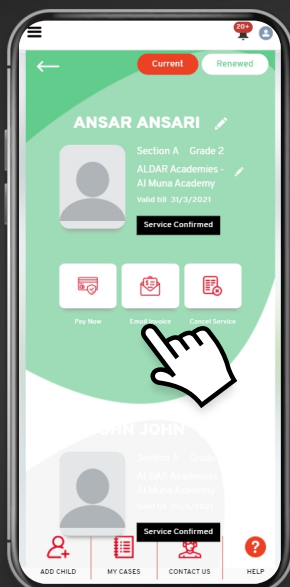 20+
Current
Renewed
ANSAR ANSARI
Section A Grade 2
ALDAR Academies -
Al Muna Academy
Valid till 31/3/2021
Service Confirmed
Pay Now
Email Invoice
Cancel Service
JOHN
Section A
ALDAR Academies
Al Muna Academy
Service Confirmed
?
ADD CHILD
MY CASES
CONTACT US
HELP